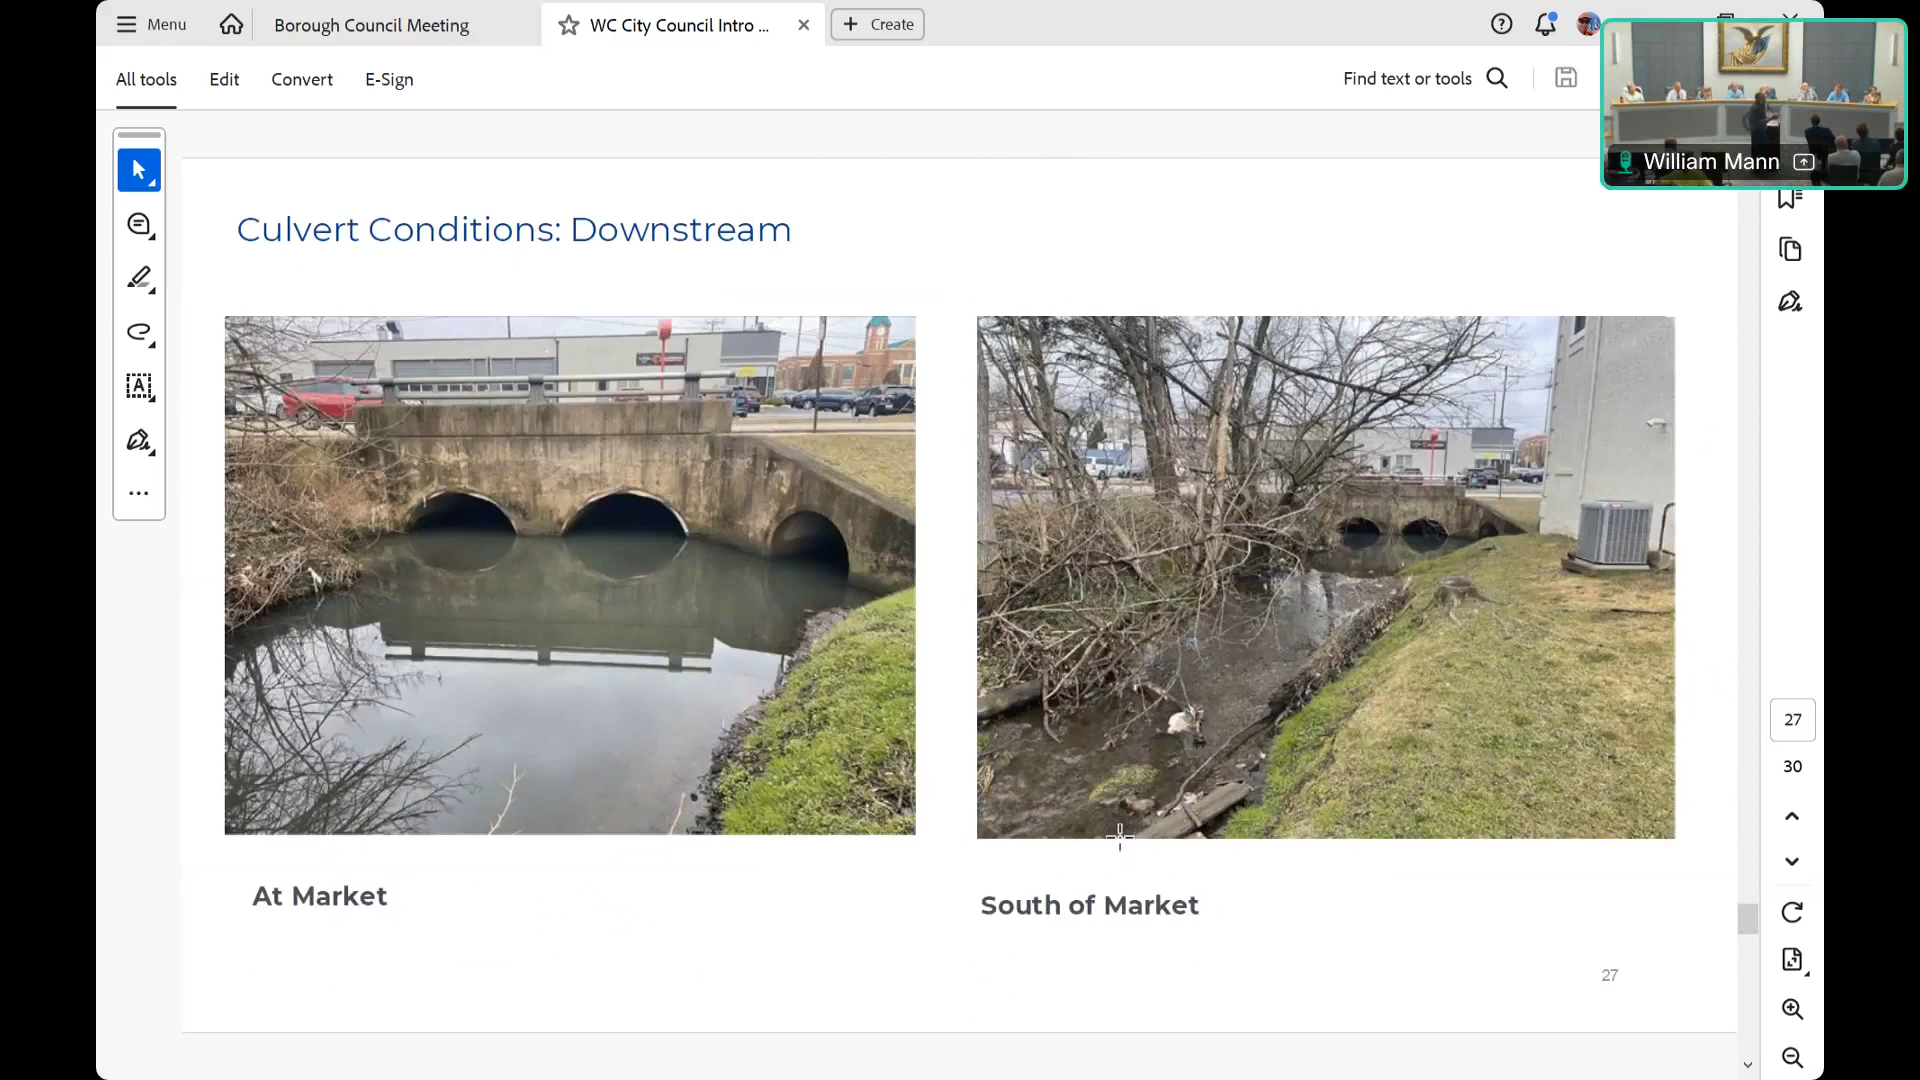 Menu
Borough Council Meeting
WC City Council Intro ...
Create
All tools
Edit
Convert
E-Sign
Find text or tools
William Mann
Culvert Conditions: Downstream
At Market
South of Market
27
27
30